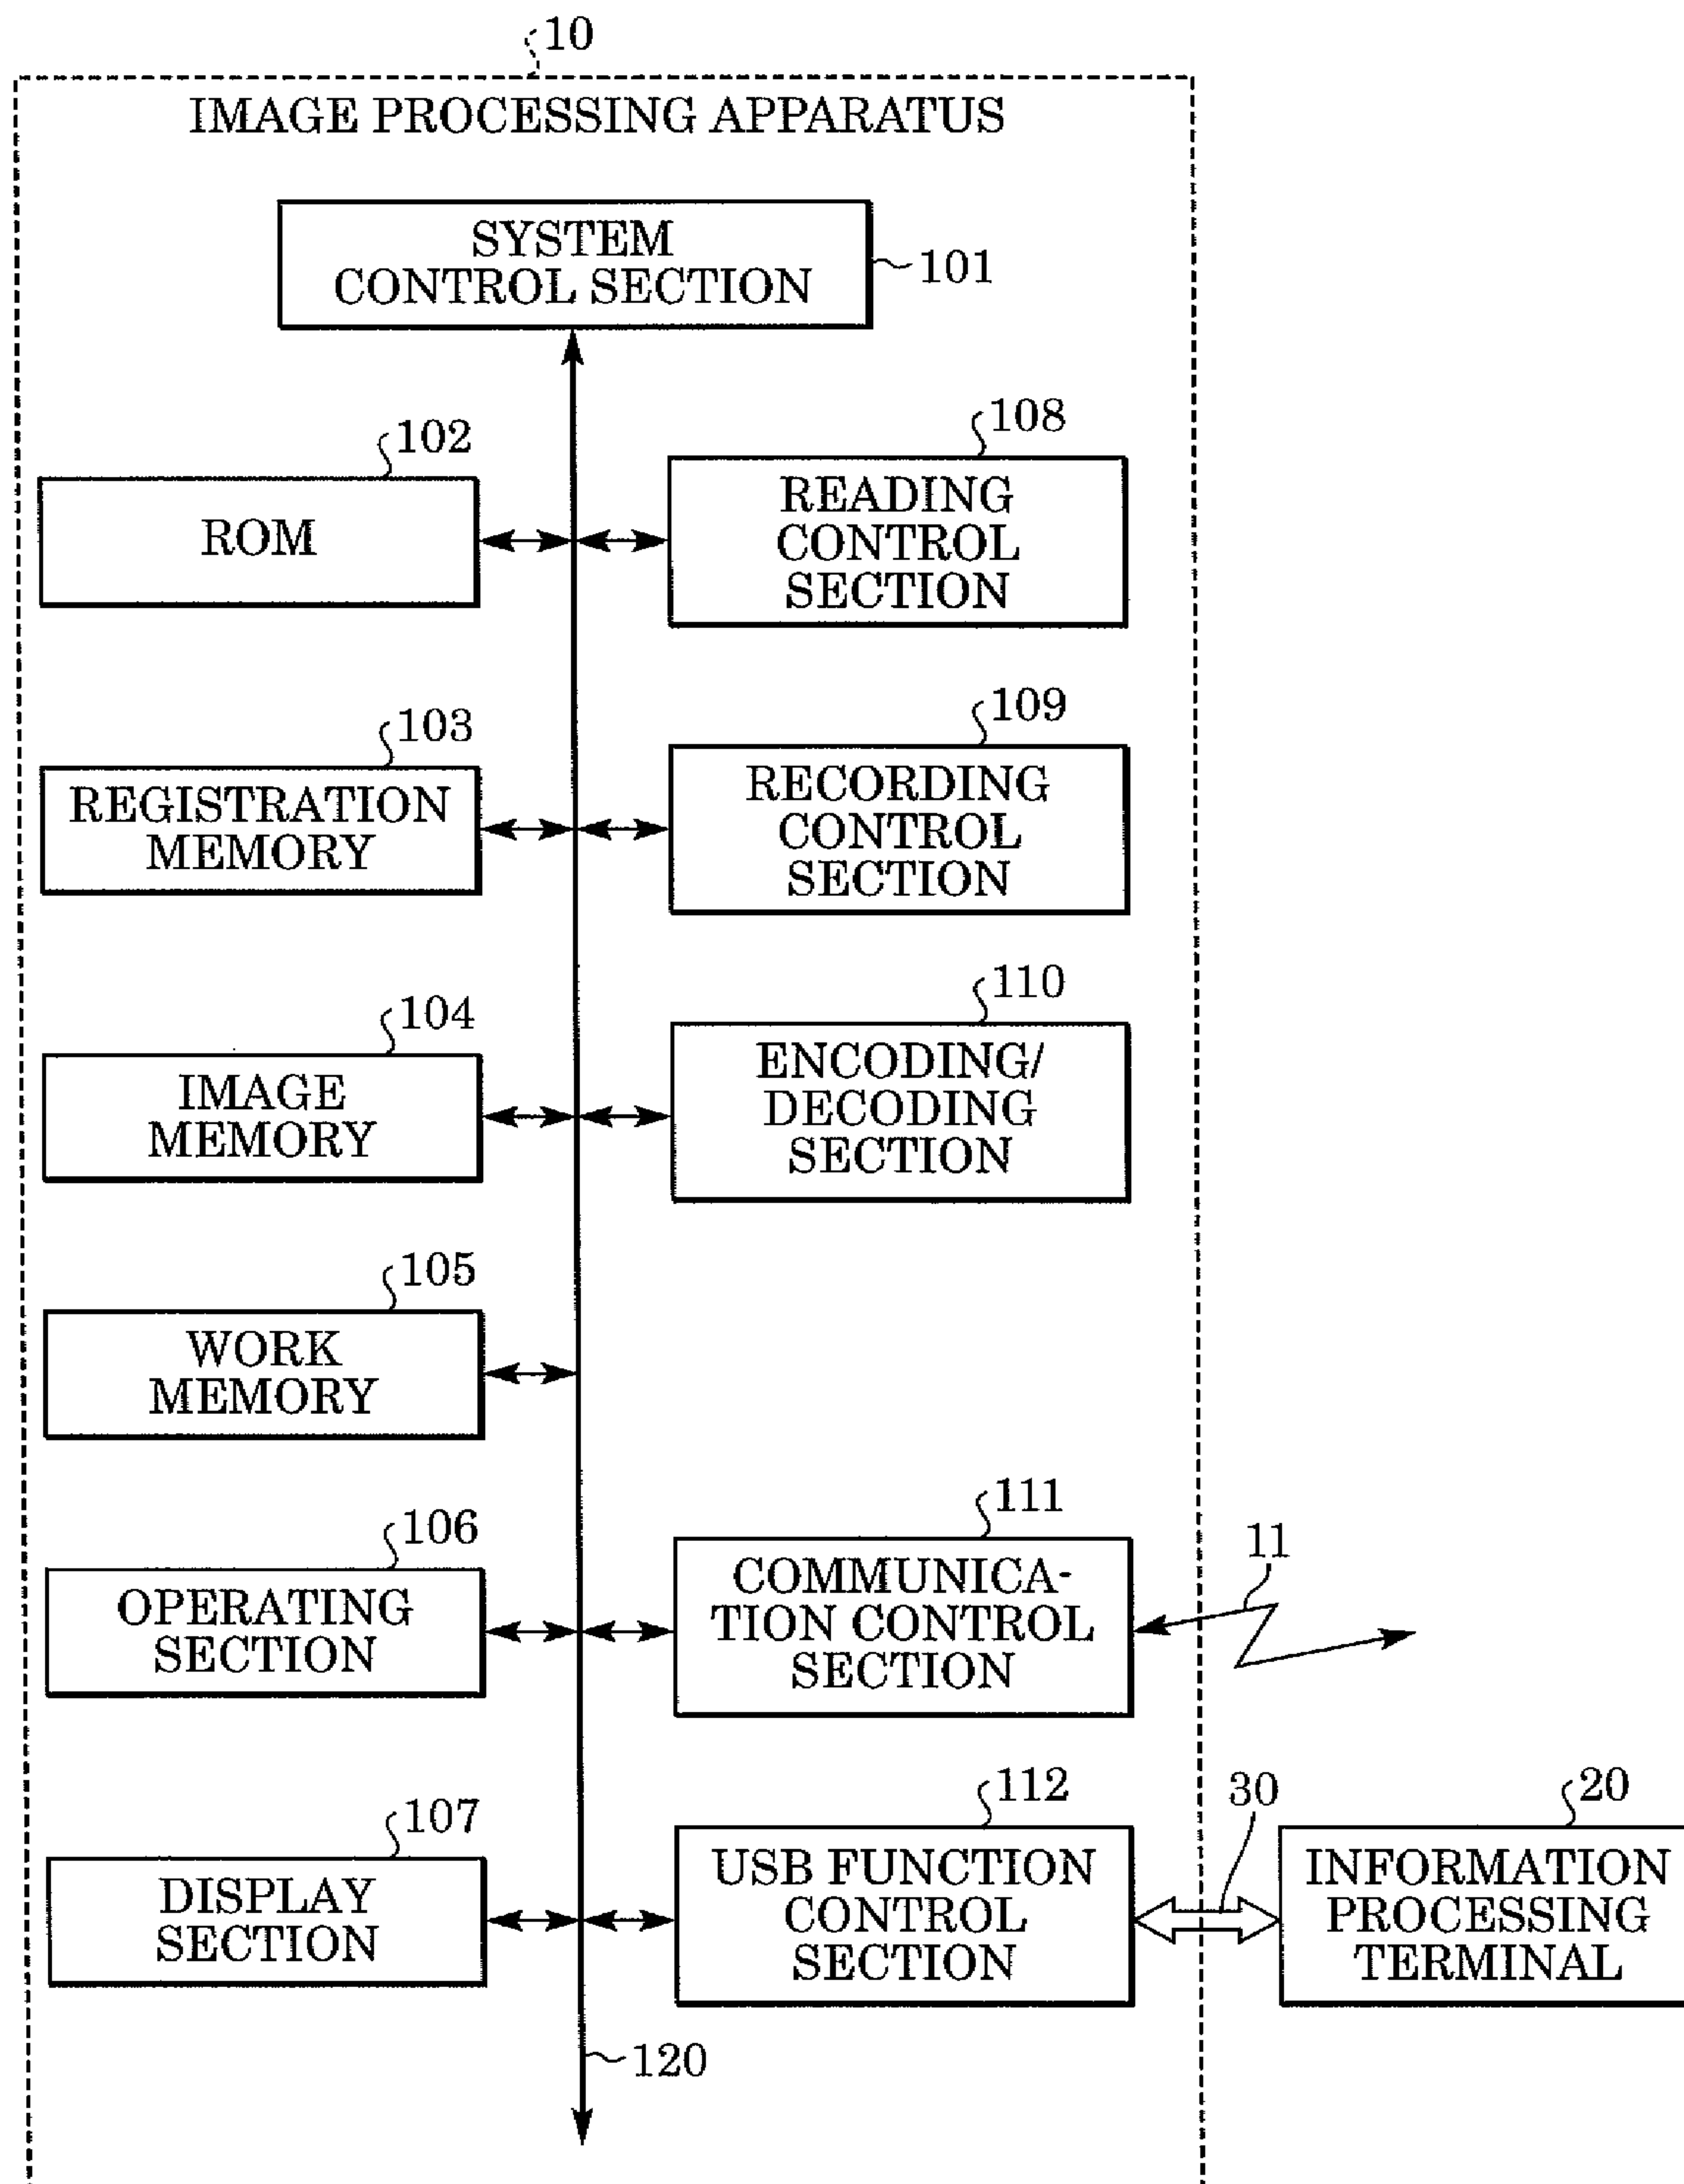 10
IMAGE PROCESSING APPARATUS
SYSTEM
CONTROL SECTION
101
102
ROM
108
READING
CONTROL
SECTION
103
REGISTRATION
MEMORY
109
RECORDING
CONTROL
SECTION
104
IMAGE
MEMORY
110
ENCODING/
DECODING
SECTION
105
WORK
MEMORY
106
OPERATING
SECTION
111
COMMUNICA-
TION CONTROL
SECTION
11
107
DISPLAY
SECTION
112
USB FUNCTION
CONTROL
SECTION
30
20
INFORMATION
PROCESSING
TERMINAL
120